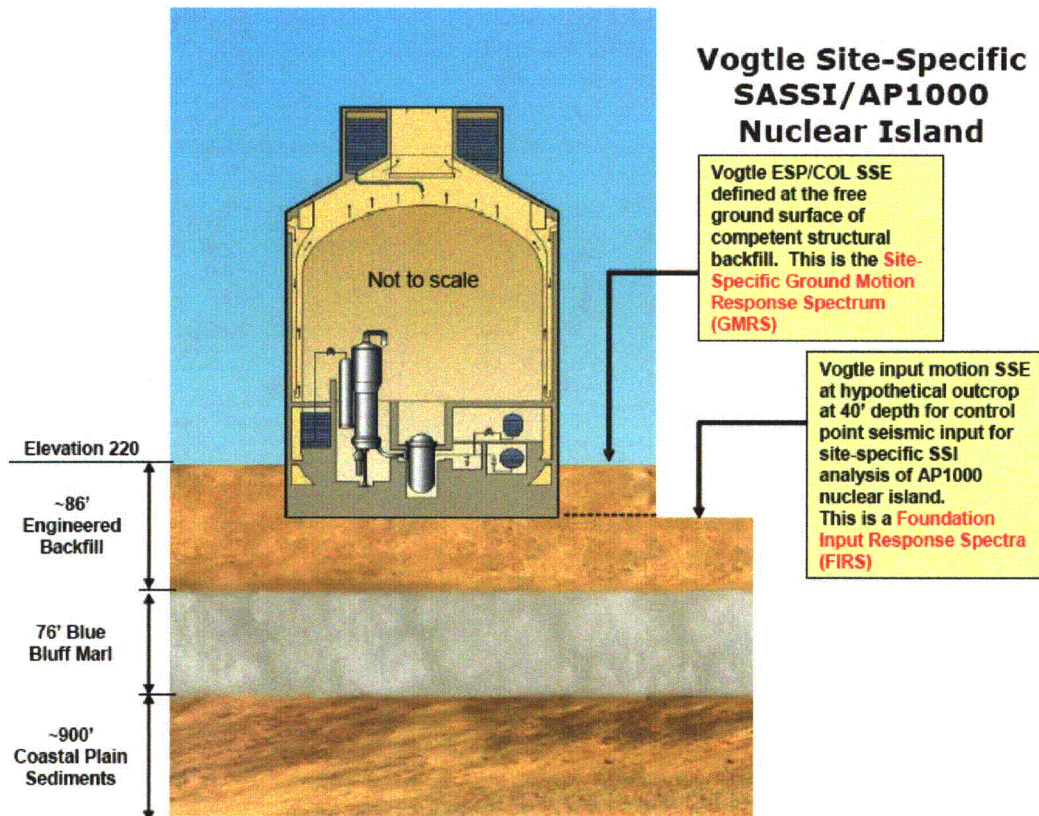 Vogtle Site-Specific
SASSI/AP1000
Nuclear Island
Vogtle ESP/COL SSE
defined at the free
ground surface of
competent structural
backfill. This is the Site-
Specific Ground Motion
Response Spectrum
(GMRS)
Not to scale
Vogtle input motion SSE
at hypothetical outcrop
at 40' depth for control
point seismic input for
site-specific SSI
analysis of AP1000
nuclear island.
This is a Foundation
Input Response Spectra
(FIRS)
Elevation 220
~86'
Engineered
Backfill
76' Blue
Bluff Marl
~900'
Coastal Plain
Sediments